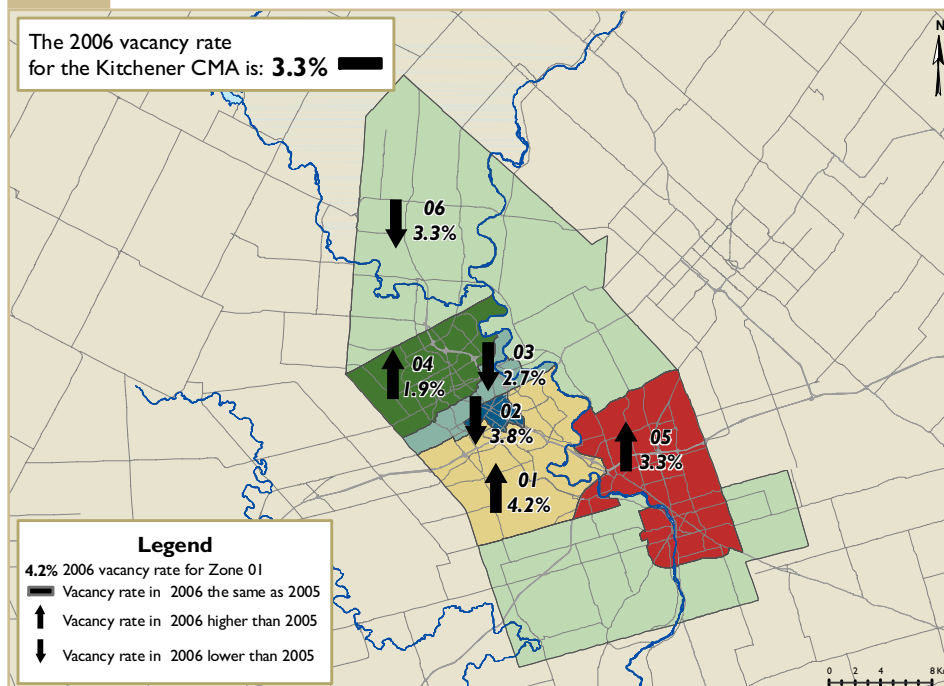 The 2006 vacancy rate
for the Kitchener CMA is: 3.3%
N
06
3.3%
03
2.7%
04
1.9%
02
3.8%
05
3.3%
01
4.2%
Legend
4.2% 2006 vacancy rate for Zone 01
Vacancy rate in 2006 the same as 2005
Vacancy rate in 2006 higher than 2005
Vacancy rate in 2006 lower than 2005
0 2 4 8 K